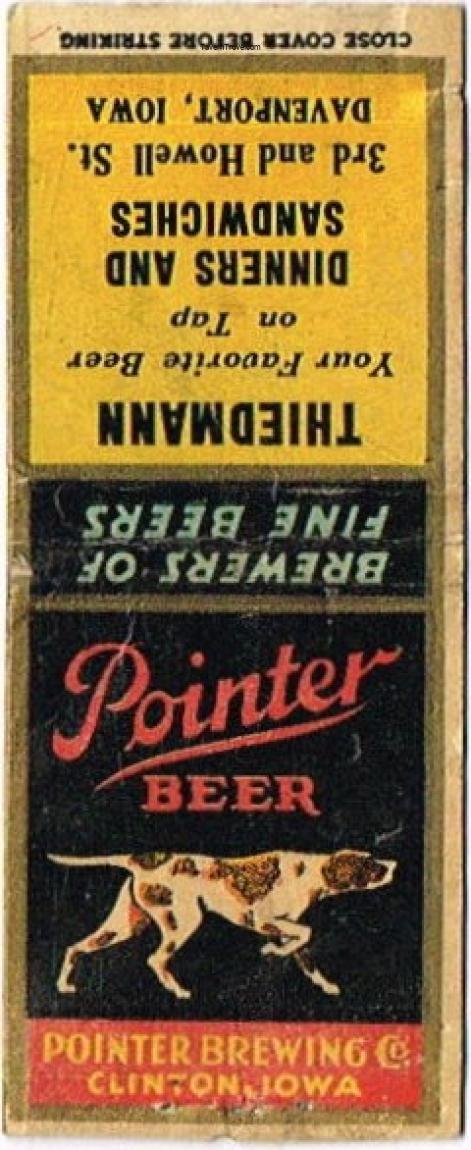 Pointer
BEER
POINTER BREWING Co.
CLINTON, IOWA
BREWERS OF
FINE BEERS
THIEDMANN
Your Favorite Beer
on Tap
DINNERS AND
SANDWICHES
3rd and Howell St.
DAVENPORT, IOWA
CLOSE COVER BEFORE STRIKING